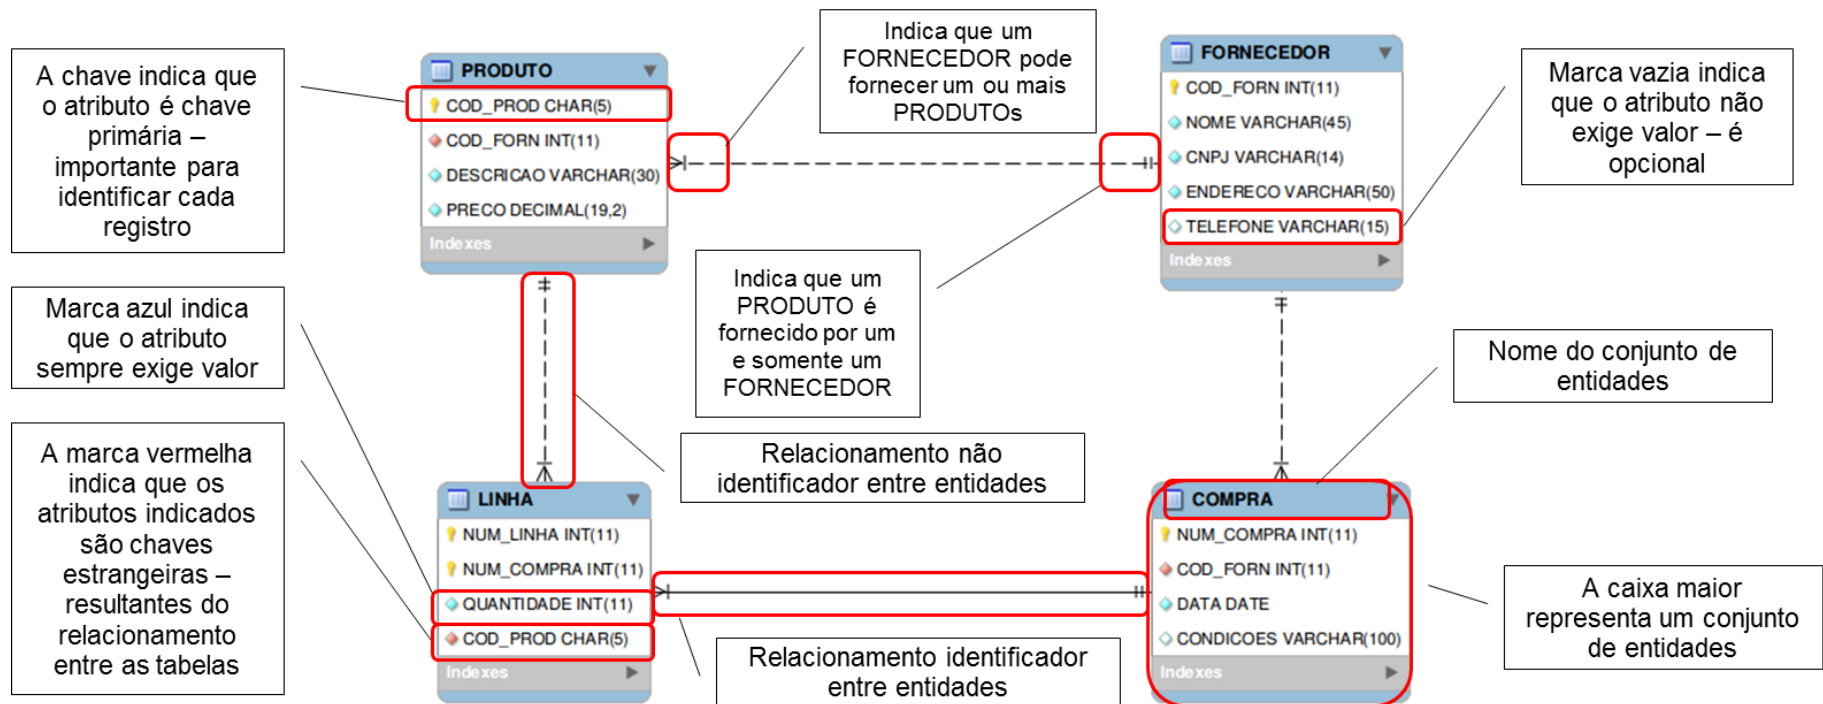 A chave indica que
o atributo é chave
primária –
importante para
identificar cada
registro
Marca azul indica
que o atributo
sempre exige valor
A marca vermelha
indica que os
atributos indicados
são chaves
estrangeiras –
resultantes do
relacionamento
entre as tabelas
PRODUTO
COD_PROD CHAR(5)
COD_FORN INT(11)
DESCRICAO VARCHAR(30)
PRECO DECIMAL(19,2)
Indexes
Indica que um
FORNECEDOR pode
fornecer um ou mais
PRODUTOs
FORNECEDOR
COD_FORN INT(11)
NOME VARCHAR(45)
CNPJ VARCHAR(14)
ENDERECO VARCHAR(50)
TELEFONE VARCHAR(15)
Indexes
Marca vazia indica
que o atributo não
exige valor – é
opcional
Indica que um
PRODUTO é
fornecido por um
e somente um
FORNECEDOR
Nome do conjunto de
entidades
Relacionamento não
identificador entre entidades
LINHA
NUM_LINHA INT(11)
NUM_COMPRA INT(11)
QUANTIDADE INT(11)
COD_PROD CHAR(5)
Indexes
Relacionamento identificador
entre entidades
COMPRA
NUM_COMPRA INT(11)
COD_FORN INT(11)
DATA DATE
CONDICOES VARCHAR(100)
Indexes
A caixa maior
representa um conjunto
de entidades